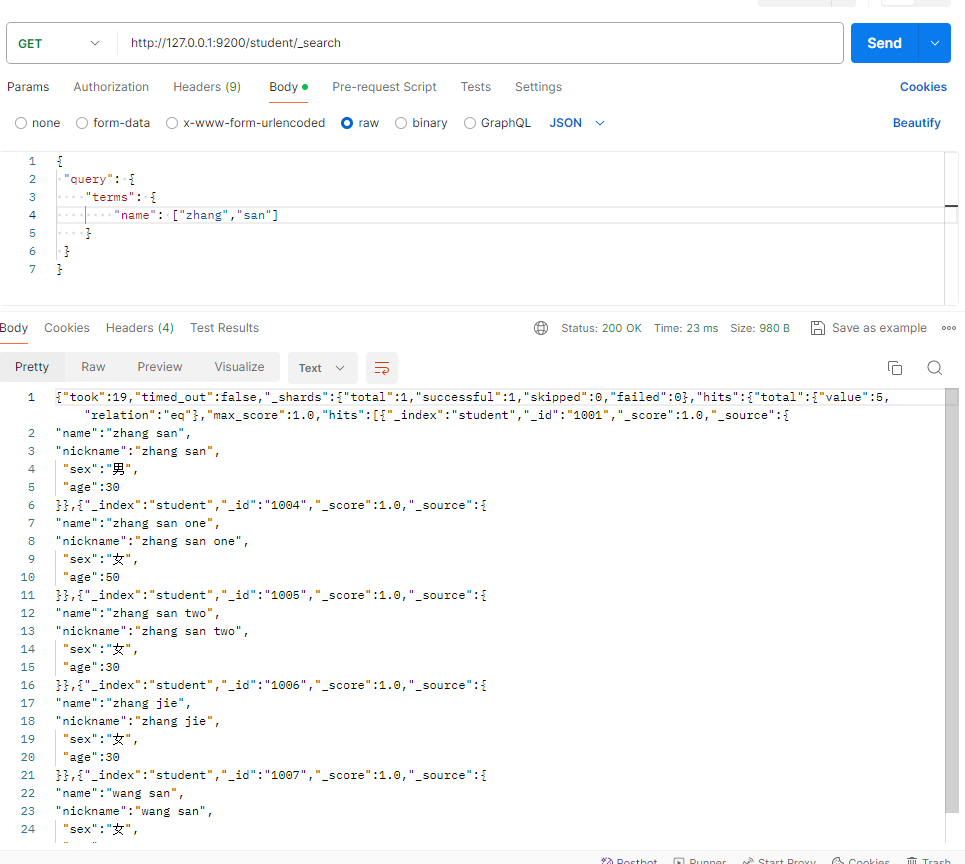 GET http://127.0.0.1:9200/student/_search Send
Params Authorization Headers (9) Body Pre-request Script Tests Settings Cookies
none form-data x-www-form-urlencoded raw binary GraphQL JSON Beautify
1 {
2 "query": {
3 "terms": {
4 "name": ["zhang","san"]
5 }
6 }
7 }
Body Cookies Headers (4) Test Results Status: 200 OK Time: 23 ms Size: 980 B Save as example
Pretty Raw Preview Visualize Text
1 {"took":19,"timed_out":false,"_shards":{"total":1,"successful":1,"skipped":0,"failed":0},"hits":{"total":{"value":5,
"relation":"eq"},"max_score":1.0,"hits":[{"_index":"student","_id":"1001","_score":1.0,"_source":{
2 "name":"zhang san",
3 "nickname":"zhang san",
4 "sex":"男",
5 "age":30
6 }},{"_index":"student","_id":"1004","_score":1.0,"_source":{
7 "name":"zhang san one",
8 "nickname":"zhang san one",
9 "sex":"女",
10 "age":50
11 }},{"_index":"student","_id":"1005","_score":1.0,"_source":{
12 "name":"zhang san two",
13 "nickname":"zhang san two",
14 "sex":"女",
15 "age":30
16 }},{"_index":"student","_id":"1006","_score":1.0,"_source":{
17 "name":"zhang jie",
18 "nickname":"zhang jie",
19 "sex":"女",
20 "age":30
21 }},{"_index":"student","_id":"1007","_score":1.0,"_source":{
22 "name":"wang san",
23 "nickname":"wang san",
24 "sex":"女",
Postbot Runner Start Proxy Cookies Trash